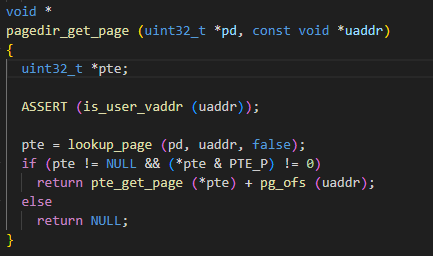 void *
pagedir_get_page (uint32_t *pd, const void *uaddr)
{
  uint32_t *pte;

  ASSERT (is_user_vaddr (uaddr));

  pte = lookup_page (pd, uaddr, false);
  if (pte != NULL && (*pte & PTE_P) != 0)
    return pte_get_page (*pte) + pg_ofs (uaddr);
  else
    return NULL;
}